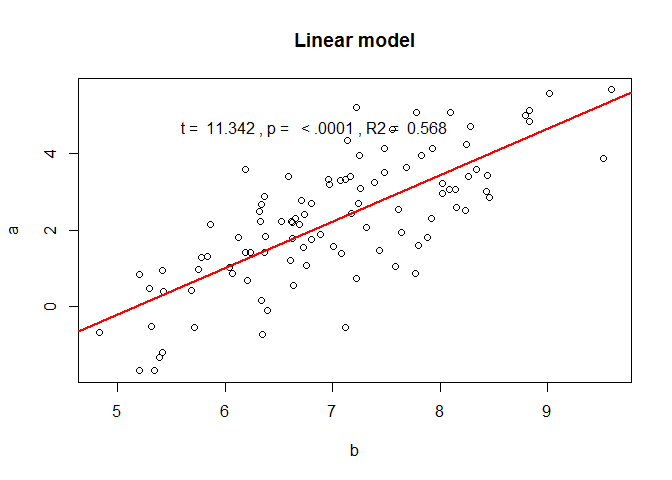 Linear model
t = 11.342 , p = < .0001 , R2 = 0.568
a
0
2
4
5
6
7
8
9
b